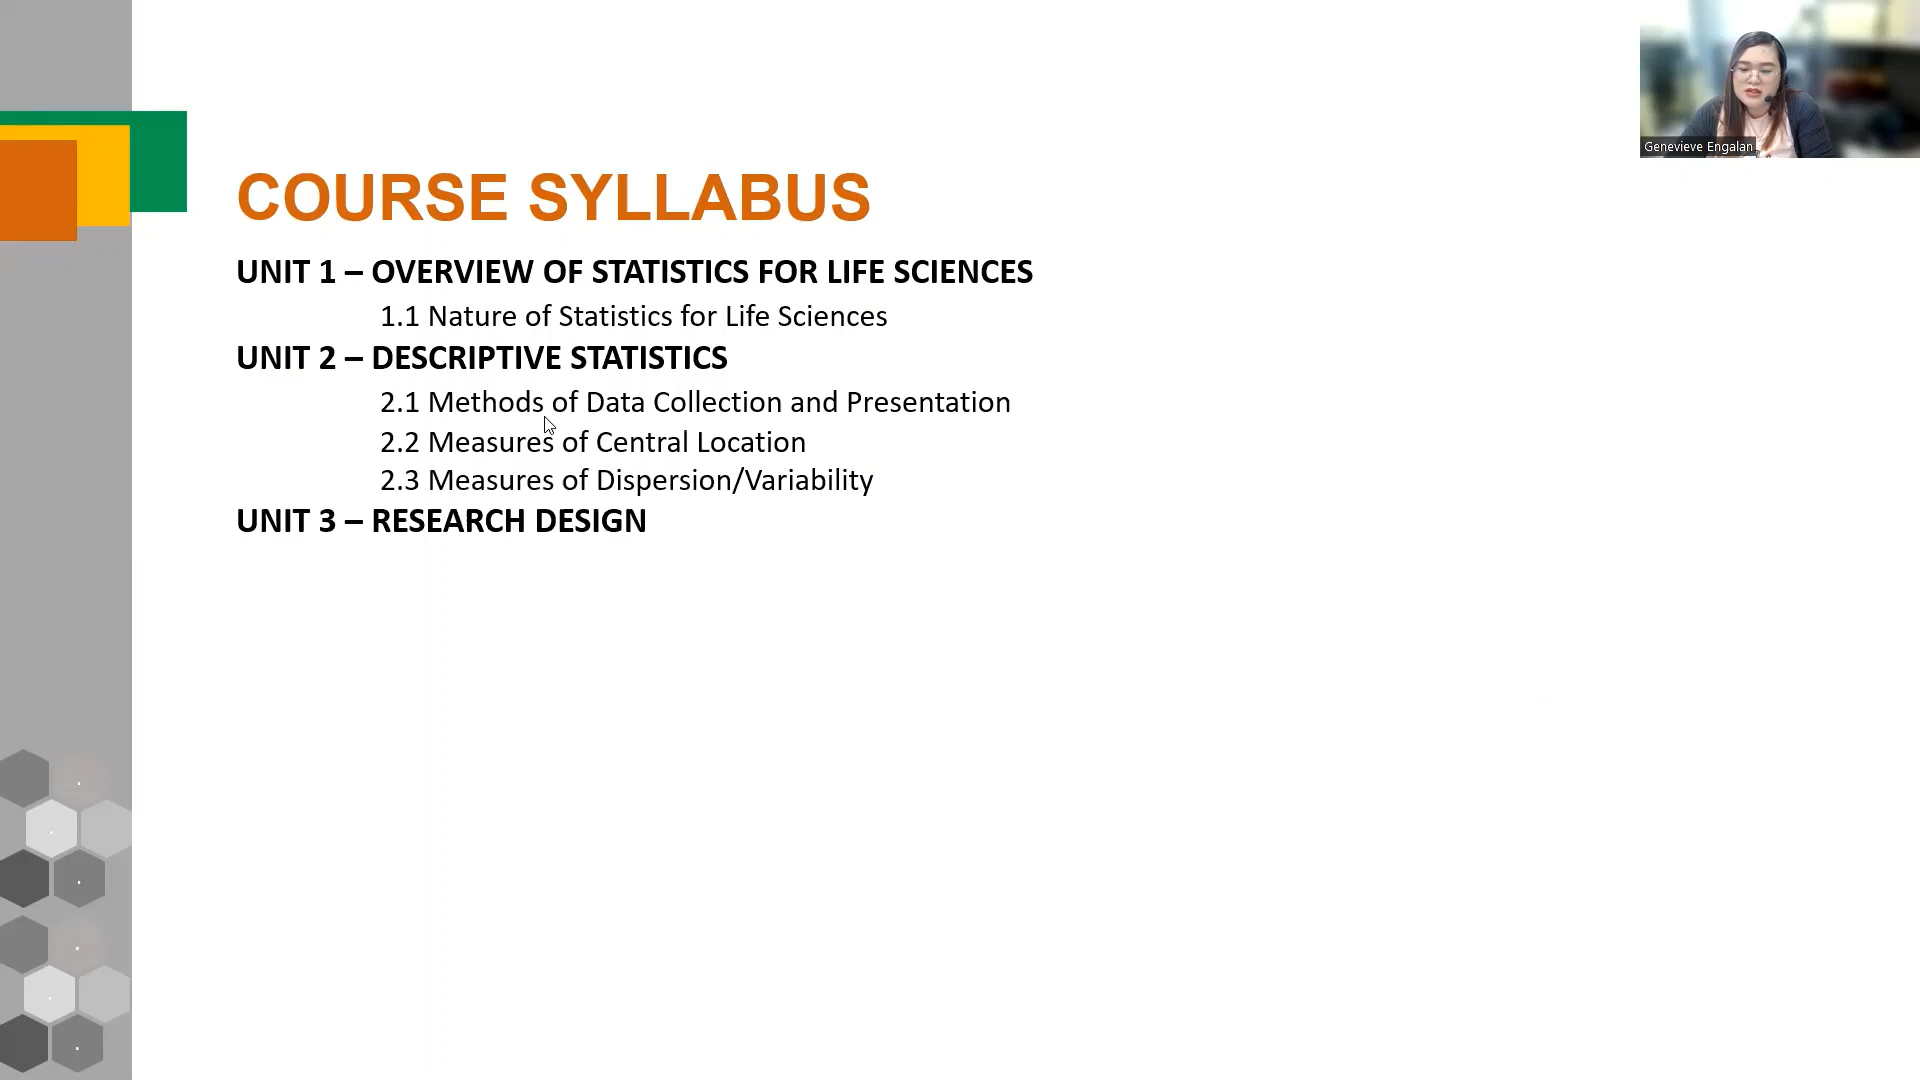 Genevieve Engalan
COURSE SYLLABUS
UNIT 1 – OVERVIEW OF STATISTICS FOR LIFE SCIENCES
1.1 Nature of Statistics for Life Sciences
UNIT 2 – DESCRIPTIVE STATISTICS
2.1 Methods of Data Collection and Presentation
2.2 Measures of Central Location
2.3 Measures of Dispersion/Variability
UNIT 3 – RESEARCH DESIGN